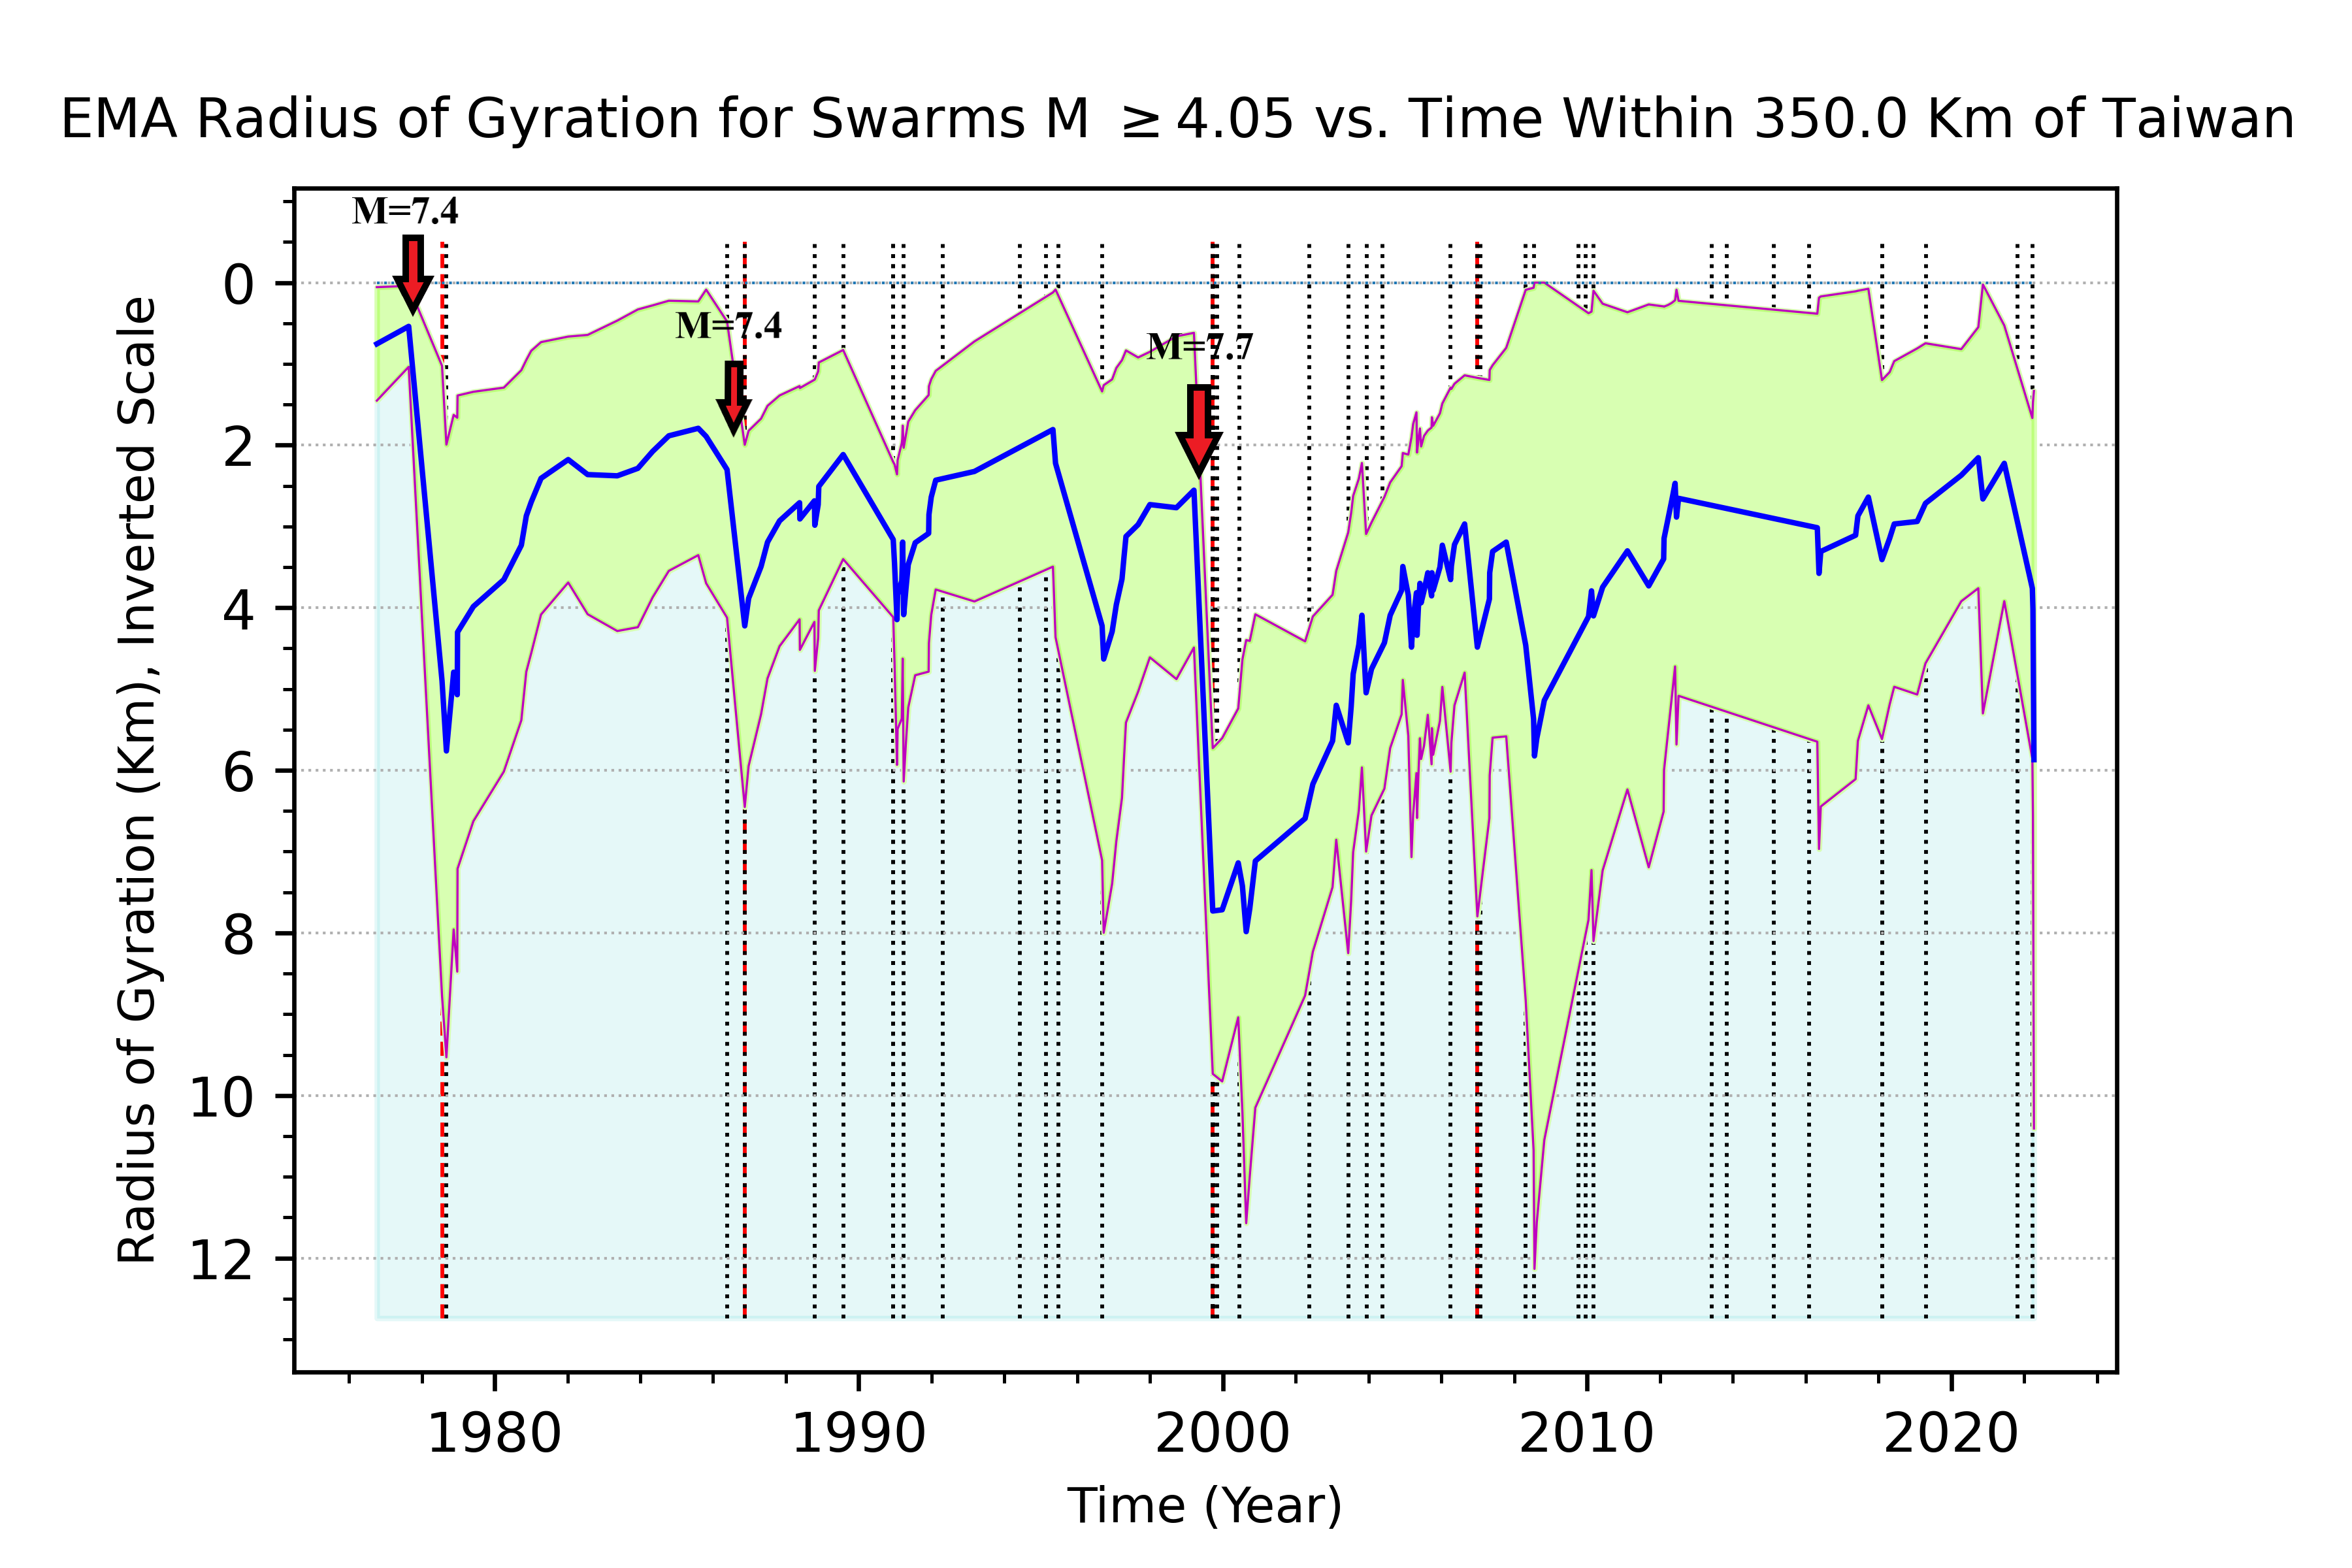 EMA Radius of Gyration for Swarms M ≥ 4.05 vs. Time Within 350.0 Km of Taiwan
M=7.4
M=7.4
M=7.7
Radius of Gyration (Km), Inverted Scale
0
2
4
6
8
10
12
1980
1990
2000
2010
2020
Time (Year)